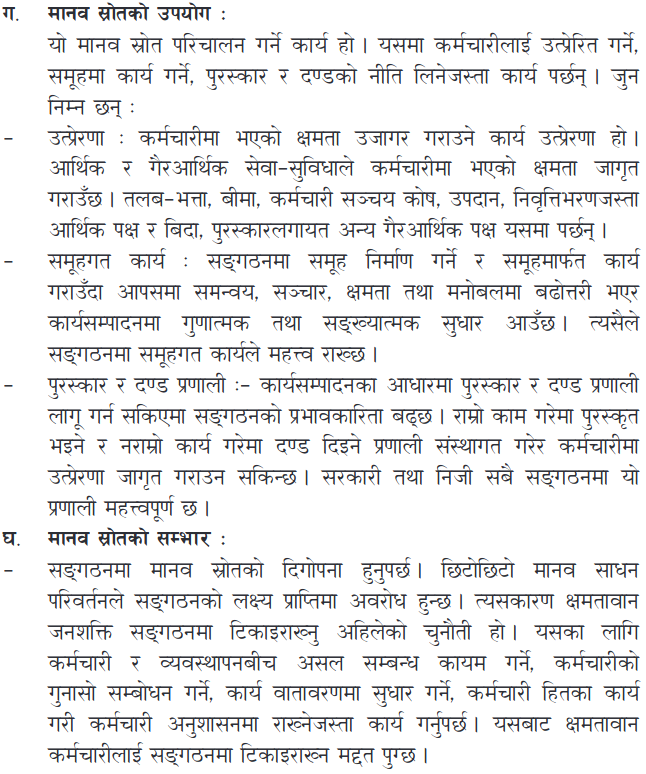 ग. मानव स्रोतको उपयोग :
यो मानव स्रोत परिचालन गर्ने कार्य हो । यसमा कर्मचारीलाई उत्प्रेरित गर्ने,
समूहमा कार्य गर्ने, पुरस्कार र दण्डको नीति लिनेजस्ता कार्य पर्छन् । जुन
निम्न छन् :
- उत्प्रेरणा : कर्मचारीमा भएको क्षमता उजागर गराउने कार्य उत्प्रेरणा हो ।
आर्थिक र गैरआर्थिक सेवा-सुविधाले कर्मचारीमा भएको क्षमता जागृत
गराउँछ । तलब-भत्ता, बीमा, कर्मचारी सञ्चय कोष, उपदान, निवृत्तिभरणजस्ता
आर्थिक पक्ष र बिदा, पुरस्कारलगायत अन्य गैरआर्थिक पक्ष यसमा पर्छन् ।
- समूहगत कार्य : सङ्गठनमा समूह निर्माण गर्ने र समूहमार्फत कार्य
गराउँदा आपसमा समन्वय, सञ्चार, क्षमता तथा मनोबलमा बढोत्तरी भएर
कार्यसम्पादनमा गुणात्मक तथा सङ्ख्यात्मक सुधार आउँछ । त्यसैले
सङ्गठनमा समूहगत कार्यले महत्त्व राख्छ ।
- पुरस्कार र दण्ड प्रणाली :- कार्यसम्पादनका आधारमा पुरस्कार र दण्ड प्रणाली
लागू गर्न सकिएमा सङ्गठनको प्रभावकारिता बढ्छ । राम्रो काम गरेमा पुरस्कृत
भइने र नराम्रो कार्य गरेमा दण्ड दिइने प्रणाली संस्थागत गरेर कर्मचारीमा
उत्प्रेरणा जागृत गराउन सकिन्छ । सरकारी तथा निजी सबै सङ्गठनमा यो
प्रणाली महत्त्वपूर्ण छ ।
घ. मानव स्रोतको सम्भार :
- सङ्गठनमा मानव स्रोतको दिगोपना हुनुपर्छ । छिटोछिटो मानव साधन
परिवर्तनले सङ्गठनको लक्ष्य प्राप्तिमा अवरोध हुन्छ । त्यसकारण क्षमतावान
जनशक्ति सङ्गठनमा टिकाइराख्नु अहिलेको चुनौती हो । यसका लागि
कर्मचारी र व्यवस्थापनबीच असल सम्बन्ध कायम गर्ने, कर्मचारीको
गुनासो सम्बोधन गर्ने, कार्य वातावरणमा सुधार गर्ने, कर्मचारी हितका कार्य
गरी कर्मचारी अनुशासनमा राख्नेजस्ता कार्य गर्नुपर्छ । यसबाट क्षमतावान
कर्मचारीलाई सङ्गठनमा टिकाइराख्न मद्दत पुग्छ ।